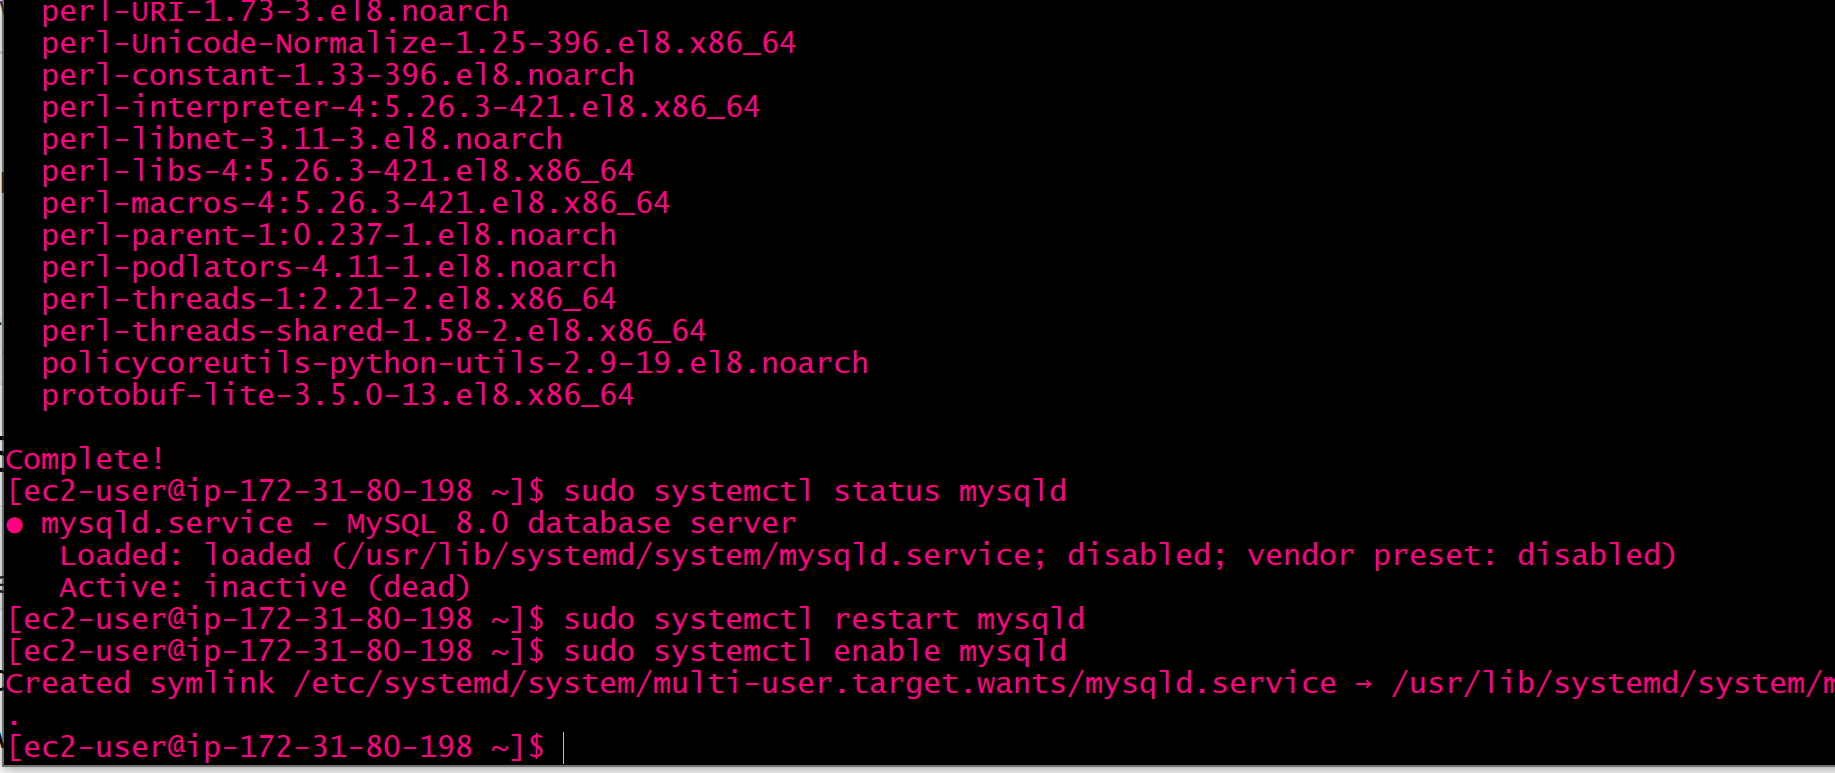 perl-URI-1.73-3.el8.noarch
perl-Unicode-Normalize-1.25-396.el8.x86_64
perl-constant-1.33-396.el8.noarch
perl-interpreter-4:5.26.3-421.el8.x86_64
perl-libnet-3.11-3.el8.noarch
perl-libs-4:5.26.3-421.el8.x86_64
perl-macros-4:5.26.3-421.el8.x86_64
perl-parent-1:0.237-1.el8.noarch
perl-podlators-4.11-1.el8.noarch
perl-threads-1:2.21-2.el8.x86_64
perl-threads-shared-1.58-2.el8.x86_64
policycoreutils-python-utils-2.9-19.el8.noarch
protobuf-lite-3.5.0-13.el8.x86_64
Complete!
[ec2-user@ip-172-31-80-198 ~]$ sudo systemctl status mysqld
● mysqld.service - MySQL 8.0 database server
Loaded: loaded (/usr/lib/systemd/system/mysqld.service; disabled; vendor preset: disabled)
Active: inactive (dead)
[ec2-user@ip-172-31-80-198 ~]$ sudo systemctl restart mysqld
[ec2-user@ip-172-31-80-198 ~]$ sudo systemctl enable mysqld
Created symlink /etc/systemd/system/multi-user.target.wants/mysqld.service → /usr/lib/systemd/system/m
.
[ec2-user@ip-172-31-80-198 ~]$